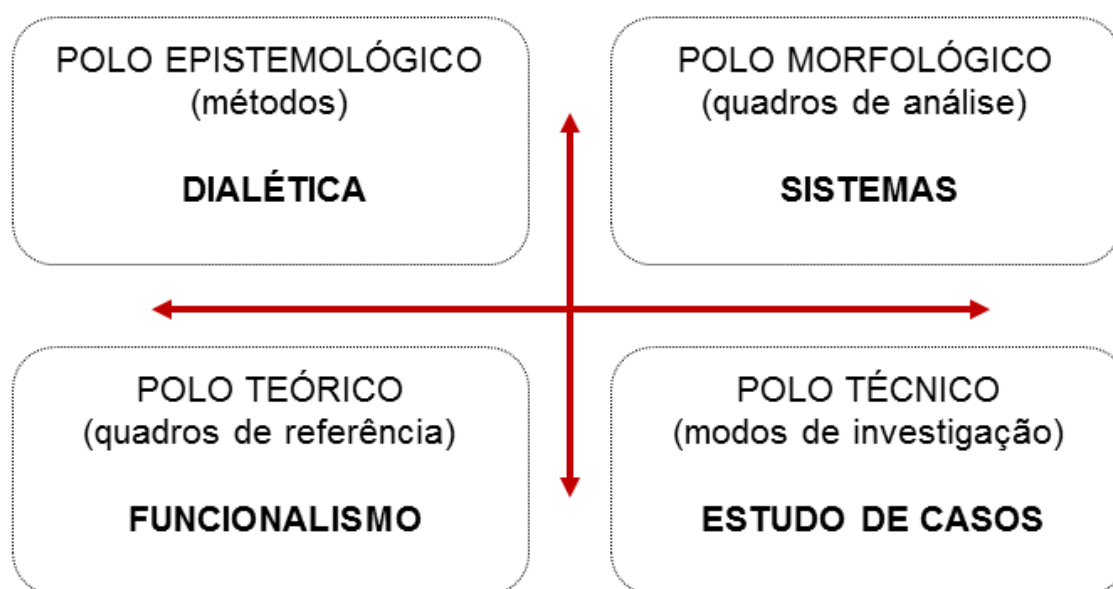 POLO EPISTEMOLÓGICO
(métodos)
DIALÉTICA
POLO MORFOLÓGICO
(quadros de análise)
SISTEMAS
POLO TEÓRICO
(quadros de referência)
FUNCIONALISMO
POLO TÉCNICO
(modos de investigação)
ESTUDO DE CASOS